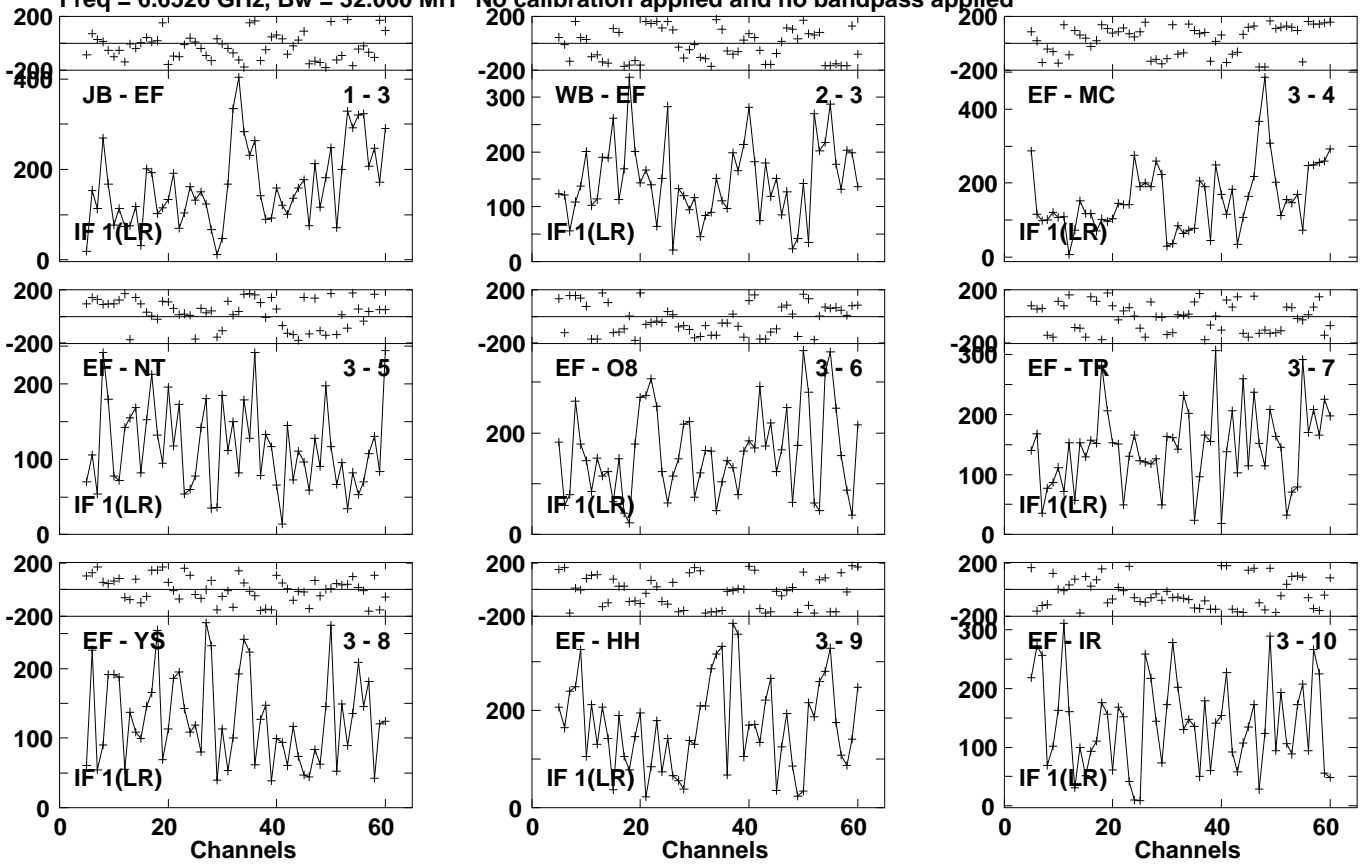 Freq = 6.6526 GHz, Bw = 32.000 MH No calibration applied and no bandpass applied
200
-200
400
200
0
JB - EF 1 - 3
IF 1(LR)
300
200
100
0
WB - EF 2 - 3
IF 1(LR)
200
-200
400
200
0
EF - MC 3 - 4
IF 1(LR)
200
-200
200
100
0
EF - NT 3 - 5
IF 1(LR)
200
-200
200
0
EF - O8 3 - 6
IF 1(LR)
200
-200
300
200
100
0
EF - TR 3 - 7
IF 1(LR)
200
-200
200
100
0
EF - YS 3 - 8
IF 1(LR)
0 20 40 60
Channels
200
-200
200
0
EF - HH 3 - 9
IF 1(LR)
0 20 40 60
Channels
200
-200
300
200
100
0
EF - IR 3 - 10
IF 1(LR)
0 20 40 60
Channels